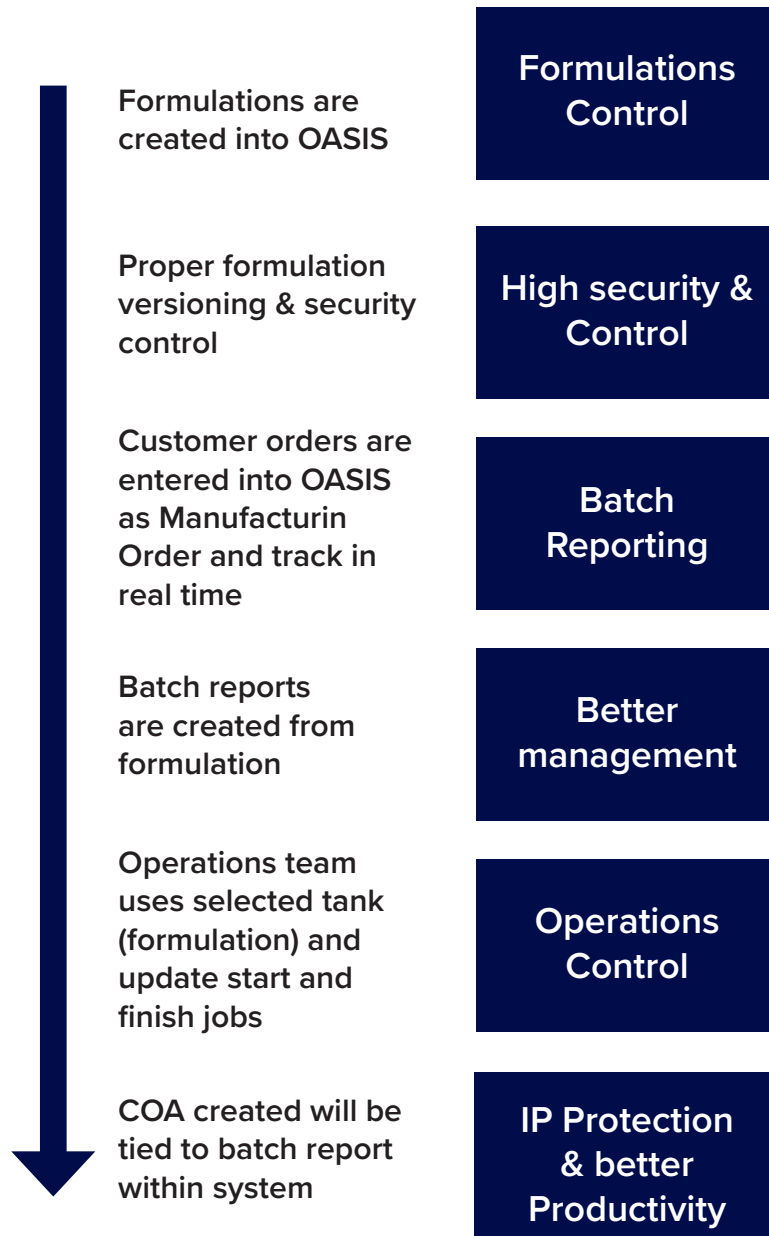 Formulations are
created into OASIS
Formulations
Control
Proper formulation
versioning & security
control
High security &
Control
Customer orders are
entered into OASIS
as Manufacturin
Order and track in
real time
Batch
Reporting
Batch reports
are created from
formulation
Better
management
Operations team
uses selected tank
(formulation) and
update start and
finish jobs
Operations
Control
COA created will be
tied to batch report
within system
IP Protection
& better
Productivity